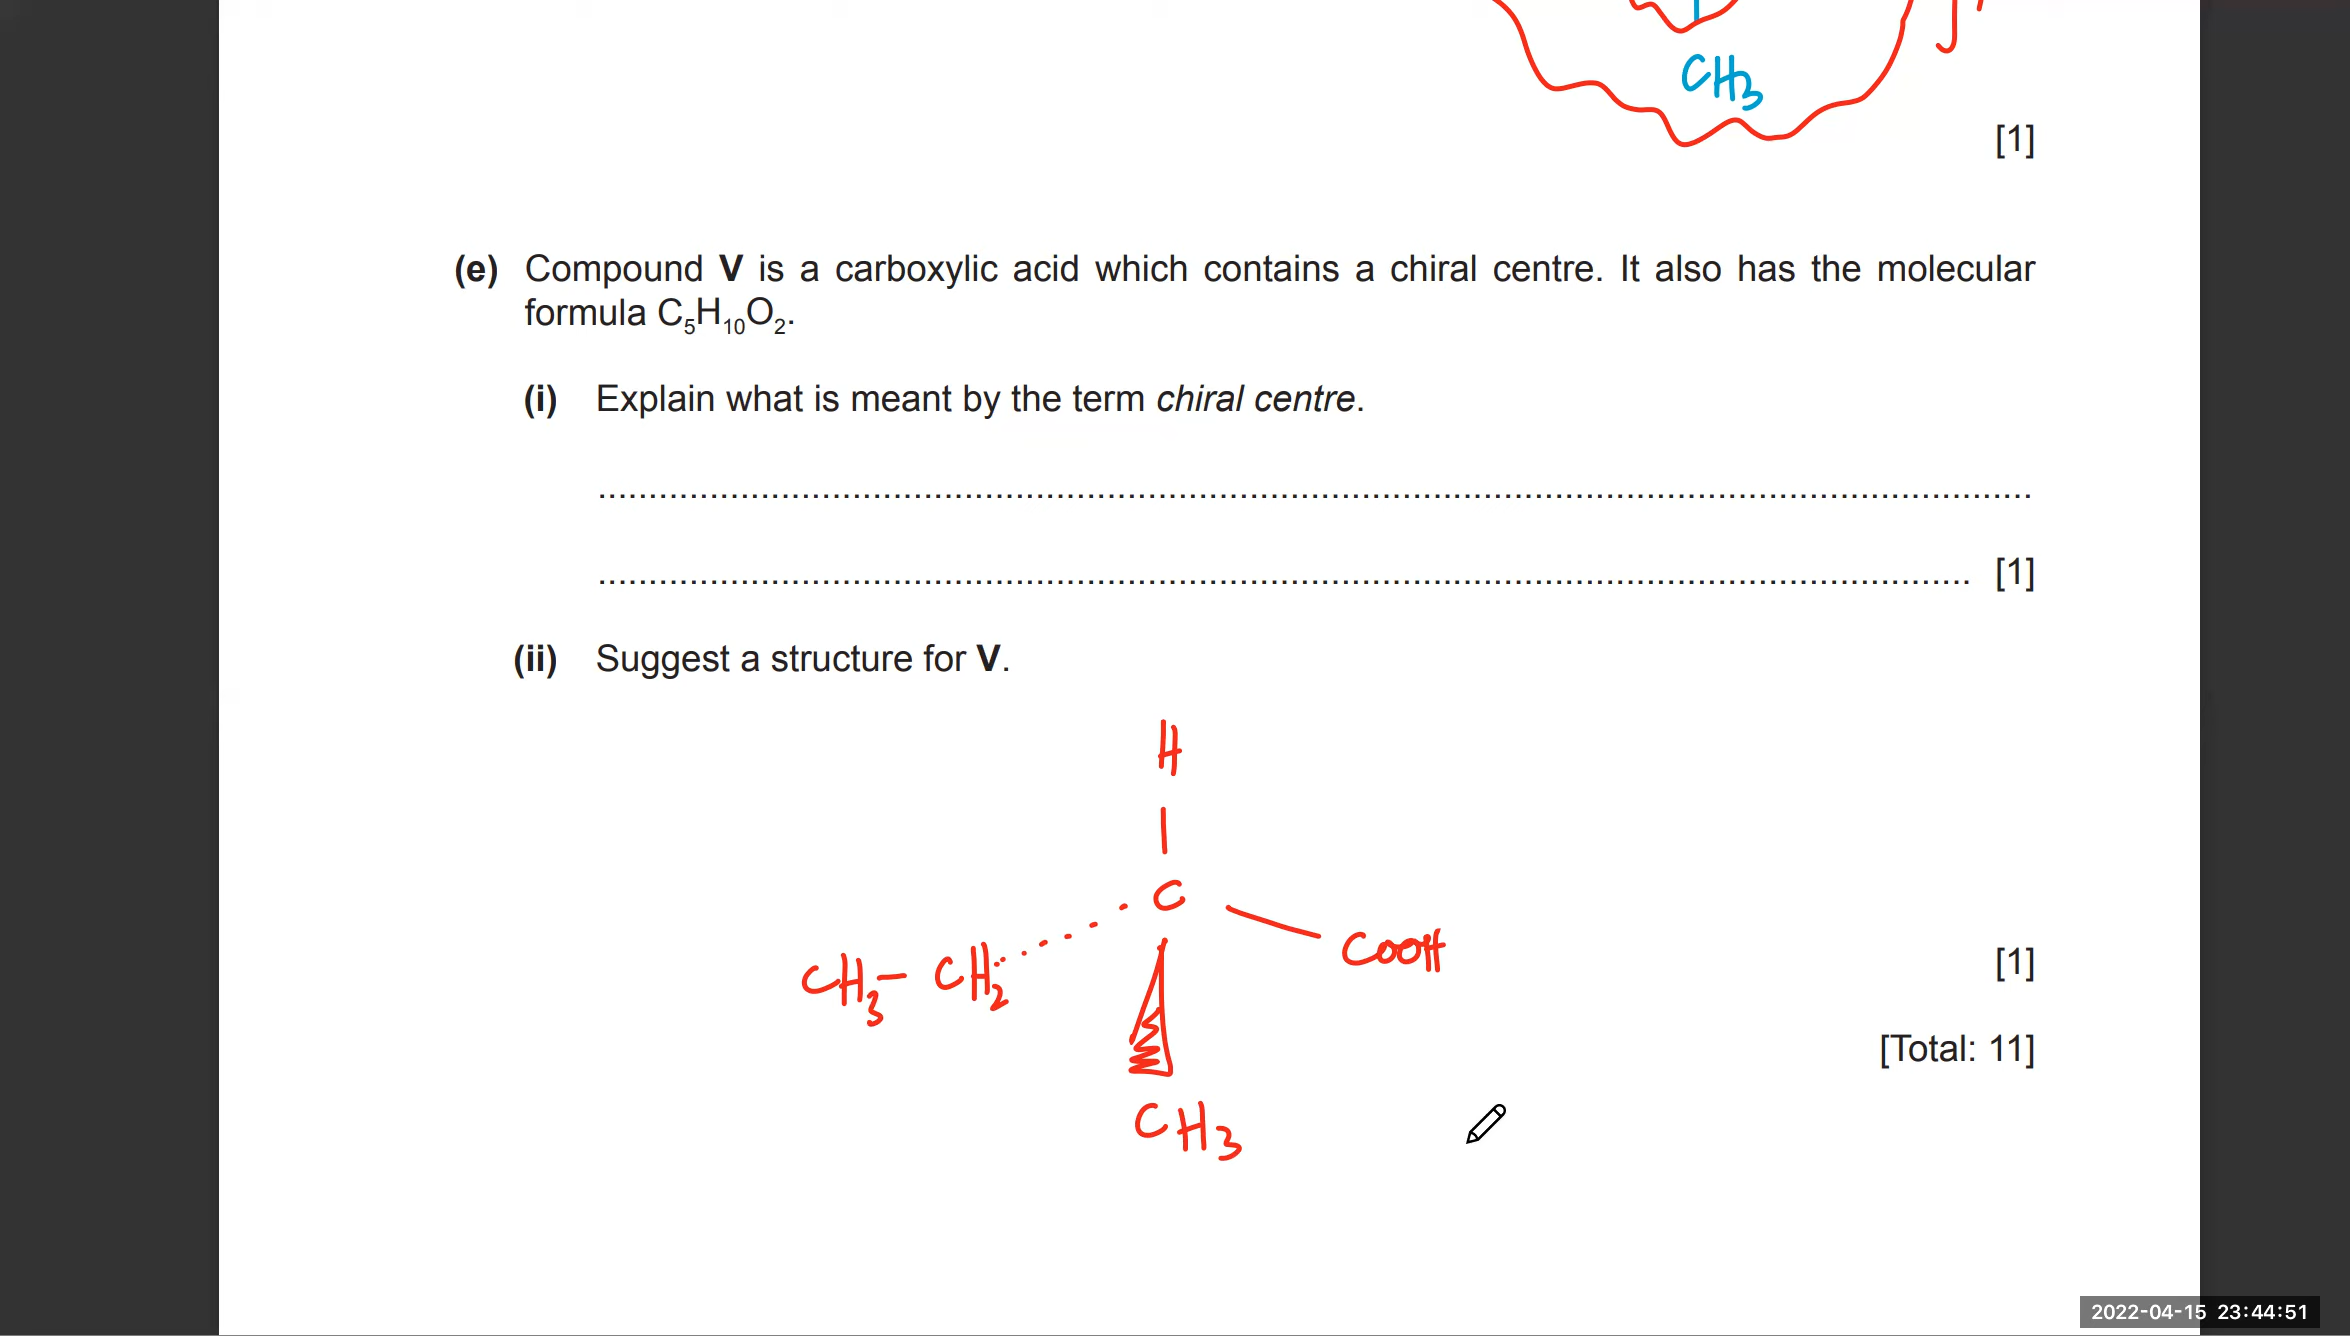 CH3
[1]
(e) Compound V is a carboxylic acid which contains a chiral centre. It also has the molecular
formula C5H10O2.
(i) Explain what is meant by the term chiral centre.
[1]
(ii) Suggest a structure for V.
H
C
CH3 - CH2
COOH
[1]
[Total: 11]
CH3
2022-04-15 23:44:51